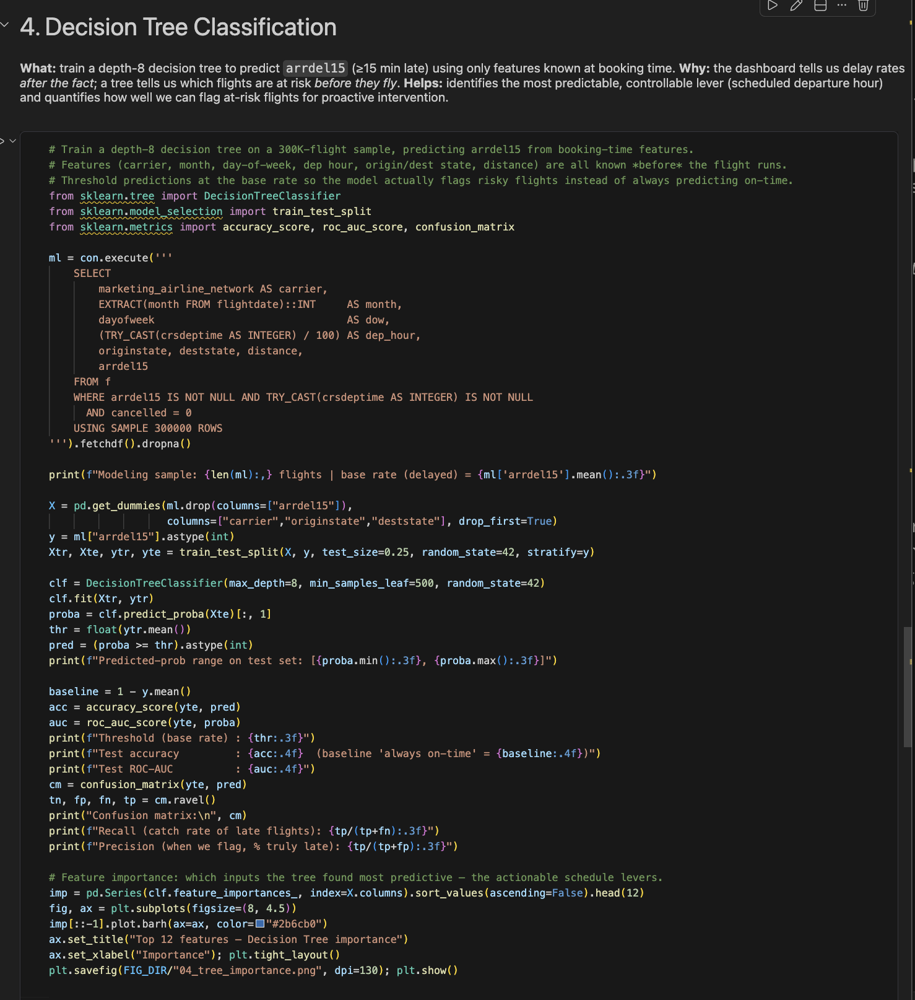 4. Decision Tree Classification
What: train a depth-8 decision tree to predict arrdel15 (≥15 min late) using only features known at booking time. Why: the dashboard tells us delay rates
after the fact; a tree tells us which flights are at risk before they fly. Helps: identifies the most predictable, controllable lever (scheduled departure hour)
and quantifies how well we can flag at-risk flights for proactive intervention.
# Train a depth-8 decision tree on a 300K-flight sample, predicting arrdel15 from booking-time features.
# Features (carrier, month, day-of-week, dep hour, origin/dest state, distance) are all known *before* the flight runs.
# Threshold predictions at the base rate so the model actually flags risky flights instead of always predicting on-time.
from sklearn.tree import DecisionTreeClassifier
from sklearn.model_selection import train_test_split
from sklearn.metrics import accuracy_score, roc_auc_score, confusion_matrix
ml = con.execute('''
    SELECT
        marketing_airline_network AS carrier,
        EXTRACT(month FROM flightdate)::INT     AS month,
        dayofweek                               AS dow,
        (TRY_CAST(crsdeptime AS INTEGER) / 100) AS dep_hour,
        originstate, deststate, distance,
        arrdel15
    FROM f
    WHERE arrdel15 IS NOT NULL AND TRY_CAST(crsdeptime AS INTEGER) IS NOT NULL
      AND cancelled = 0
    USING SAMPLE 300000 ROWS
''').fetchdf().dropna()
print(f"Modeling sample: {len(ml):,} flights | base rate (delayed) = {ml['arrdel15'].mean():.3f}")
X = pd.get_dummies(ml.drop(columns=["arrdel15"]),
                   columns=["carrier","originstate","deststate"], drop_first=True)
y = ml["arrdel15"].astype(int)
Xtr, Xte, ytr, yte = train_test_split(X, y, test_size=0.25, random_state=42, stratify=y)
clf = DecisionTreeClassifier(max_depth=8, min_samples_leaf=500, random_state=42)
clf.fit(Xtr, ytr)
proba = clf.predict_proba(Xte)[:, 1]
thr = float(ytr.mean())
pred = (proba >= thr).astype(int)
print(f"Predicted-prob range on test set: [{proba.min():.3f}, {proba.max():.3f}]")
baseline = 1 - y.mean()
acc = accuracy_score(yte, pred)
auc = roc_auc_score(yte, proba)
print(f"Threshold (base rate) : {thr:.3f}")
print(f"Test accuracy         : {acc:.4f}  (baseline 'always on-time' = {baseline:.4f})")
print(f"Test ROC-AUC          : {auc:.4f}")
cm = confusion_matrix(yte, pred)
tn, fp, fn, tp = cm.ravel()
print("Confusion matrix:\n", cm)
print(f"Recall (catch rate of late flights): {tp/(tp+fn):.3f}")
print(f"Precision (when we flag, % truly late): {tp/(tp+fp):.3f}")
# Feature importance: which inputs the tree found most predictive — the actionable schedule levers.
imp = pd.Series(clf.feature_importances_, index=X.columns).sort_values(ascending=False).head(12)
fig, ax = plt.subplots(figsize=(8, 4.5))
imp[::-1].plot.barh(ax=ax, color="#2b6cb0")
ax.set_title("Top 12 features — Decision Tree importance")
ax.set_xlabel("Importance"); plt.tight_layout()
plt.savefig(FIG_DIR/"04_tree_importance.png", dpi=130); plt.show()